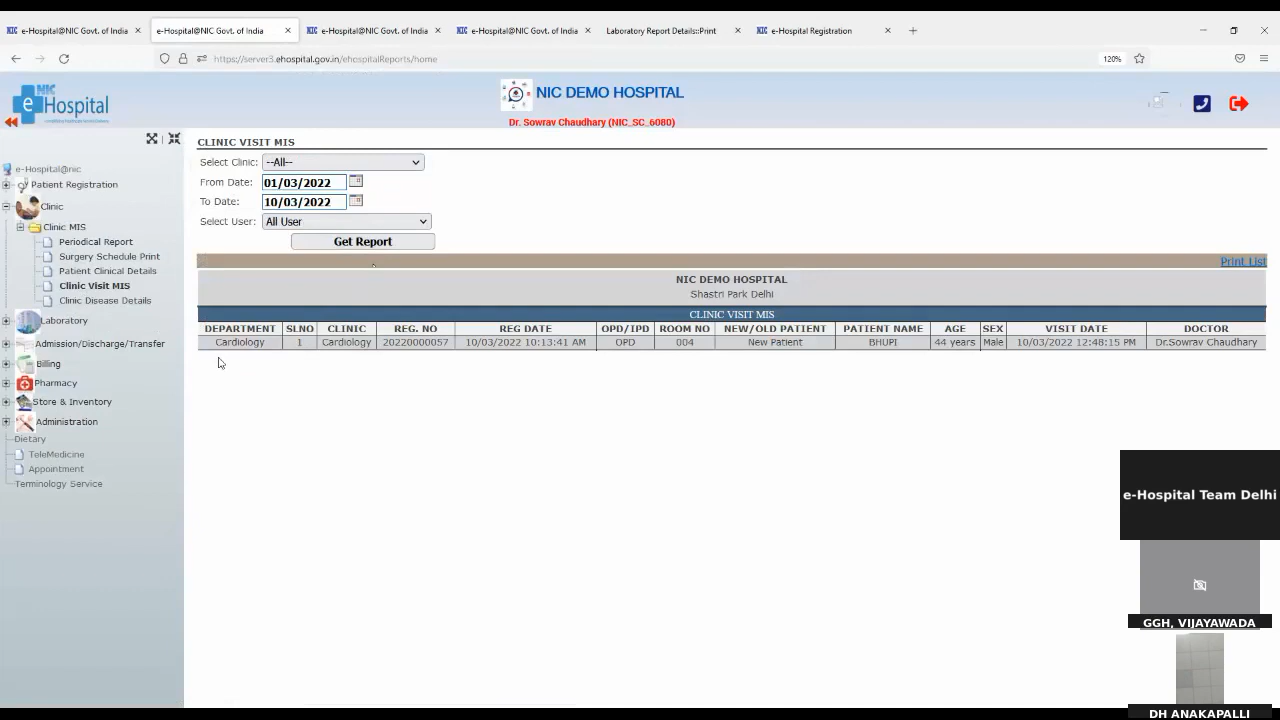 e-Hospital@NIC Govt. of India
e-Hospital@NIC Govt. of India
e-Hospital@NIC Govt. of India
e-Hospital@NIC Govt. of India
Laboratory Report Details::Print
e-Hospital Registration
https://server3.ehospital.gov.in/ehospitalReports/home
120%
NIC
eHospital
NIC DEMO HOSPITAL
Dr. Sowrav Chaudhary (NIC_SC_6080)
e-Hospital@nic
Patient Registration
Clinic
Clinic MIS
Periodical Report
Surgery Schedule Print
Patient Clinical Details
Clinic Visit MIS
Clinic Disease Details
Laboratory
Admission/Discharge/Transfer
Billing
Pharmacy
Store & Inventory
Administration
Dietary
TeleMedicine
Appointment
Terminology Service
CLINIC VISIT MIS
Select Clinic: --All--
From Date: 01/03/2022
To Date: 10/03/2022
Select User: All User
Get Report
Print List
NIC DEMO HOSPITAL
Shastri Park Delhi
CLINIC VISIT MIS
DEPARTMENT SLNO CLINIC REG. NO REG DATE OPD/IPD ROOM NO NEW/OLD PATIENT PATIENT NAME AGE SEX VISIT DATE DOCTOR
Cardiology 1 Cardiology 20220000057 10/03/2022 10:13:41 AM OPD 004 New Patient BHUPI 44 years Male 10/03/2022 12:48:15 PM Dr.Sowrav Chaudhary
e-Hospital Team Delhi
GGH, VIJAYAWADA
DH ANAKAPALLI